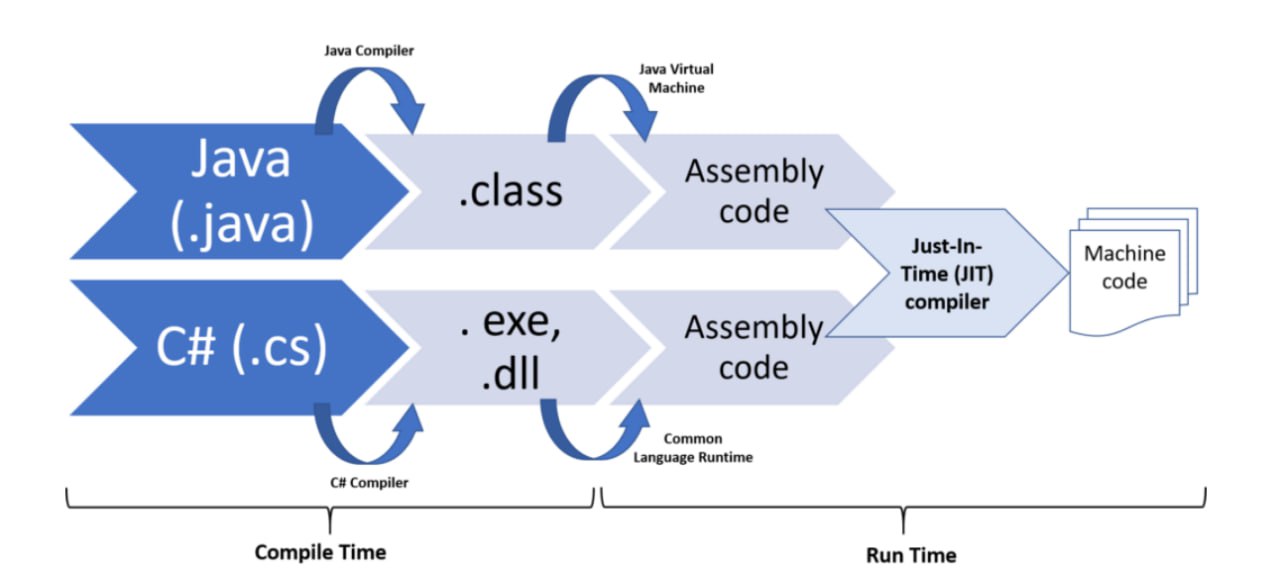 Java Compiler
Java Virtual
Machine
Java
(.java)
.class
Assembly
code
Just-In-
Time (JIT)
compiler
Machine
code
C# (.cs)
. exe,
.dll
Assembly
code
Common
Language Runtime
C# Compiler
Compile Time
Run Time